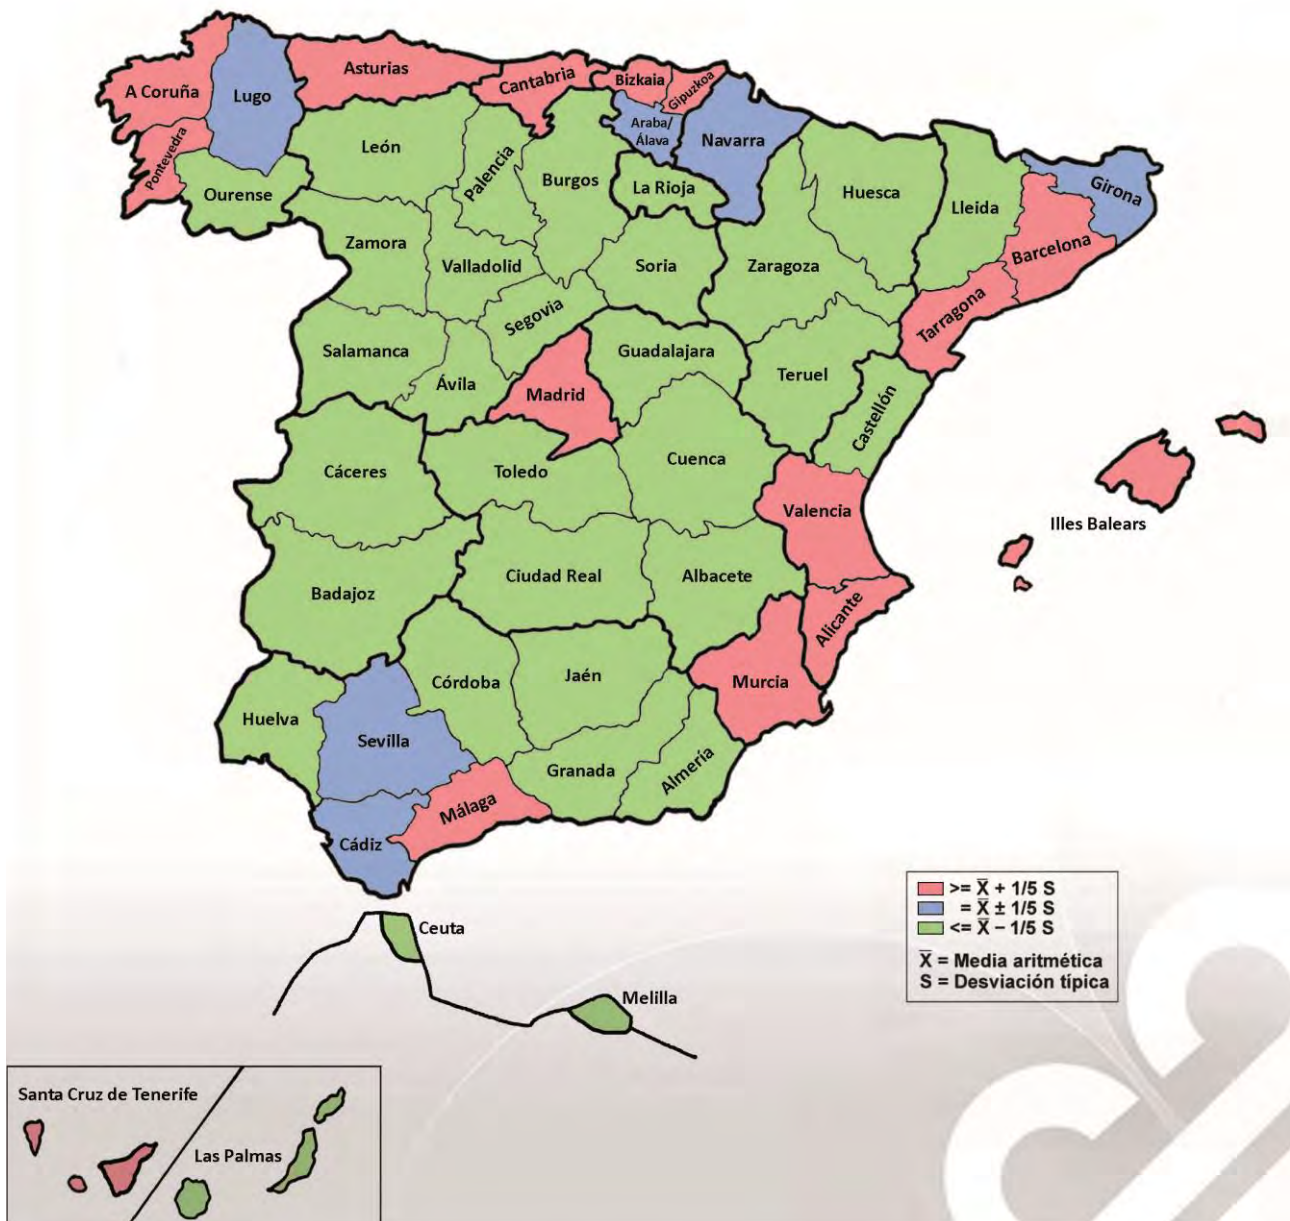 A Coruña
Lugo
Asturias
Cantabria
Bizkaia
Gipuzkoa
Araba/
Álava
Navarra
Pontevedra
Ourense
León
Palencia
Burgos
La Rioja
Huesca
Lleida
Girona
Barcelona
Zamora
Valladolid
Soria
Zaragoza
Tarragona
Segovia
Salamanca
Ávila
Madrid
Guadalajara
Teruel
Castellón
Cáceres
Toledo
Cuenca
Valencia
Illes Balears
Badajoz
Ciudad Real
Albacete
Alicante
Murcia
Huelva
Sevilla
Córdoba
Jaén
Granada
Almería
Málaga
Cádiz
Ceuta
Melilla
>= X̅ + 1/5 S
= X̅ ± 1/5 S
<= X̅ − 1/5 S
X̅ = Media aritmética
S = Desviación típica
Santa Cruz de Tenerife
Las Palmas